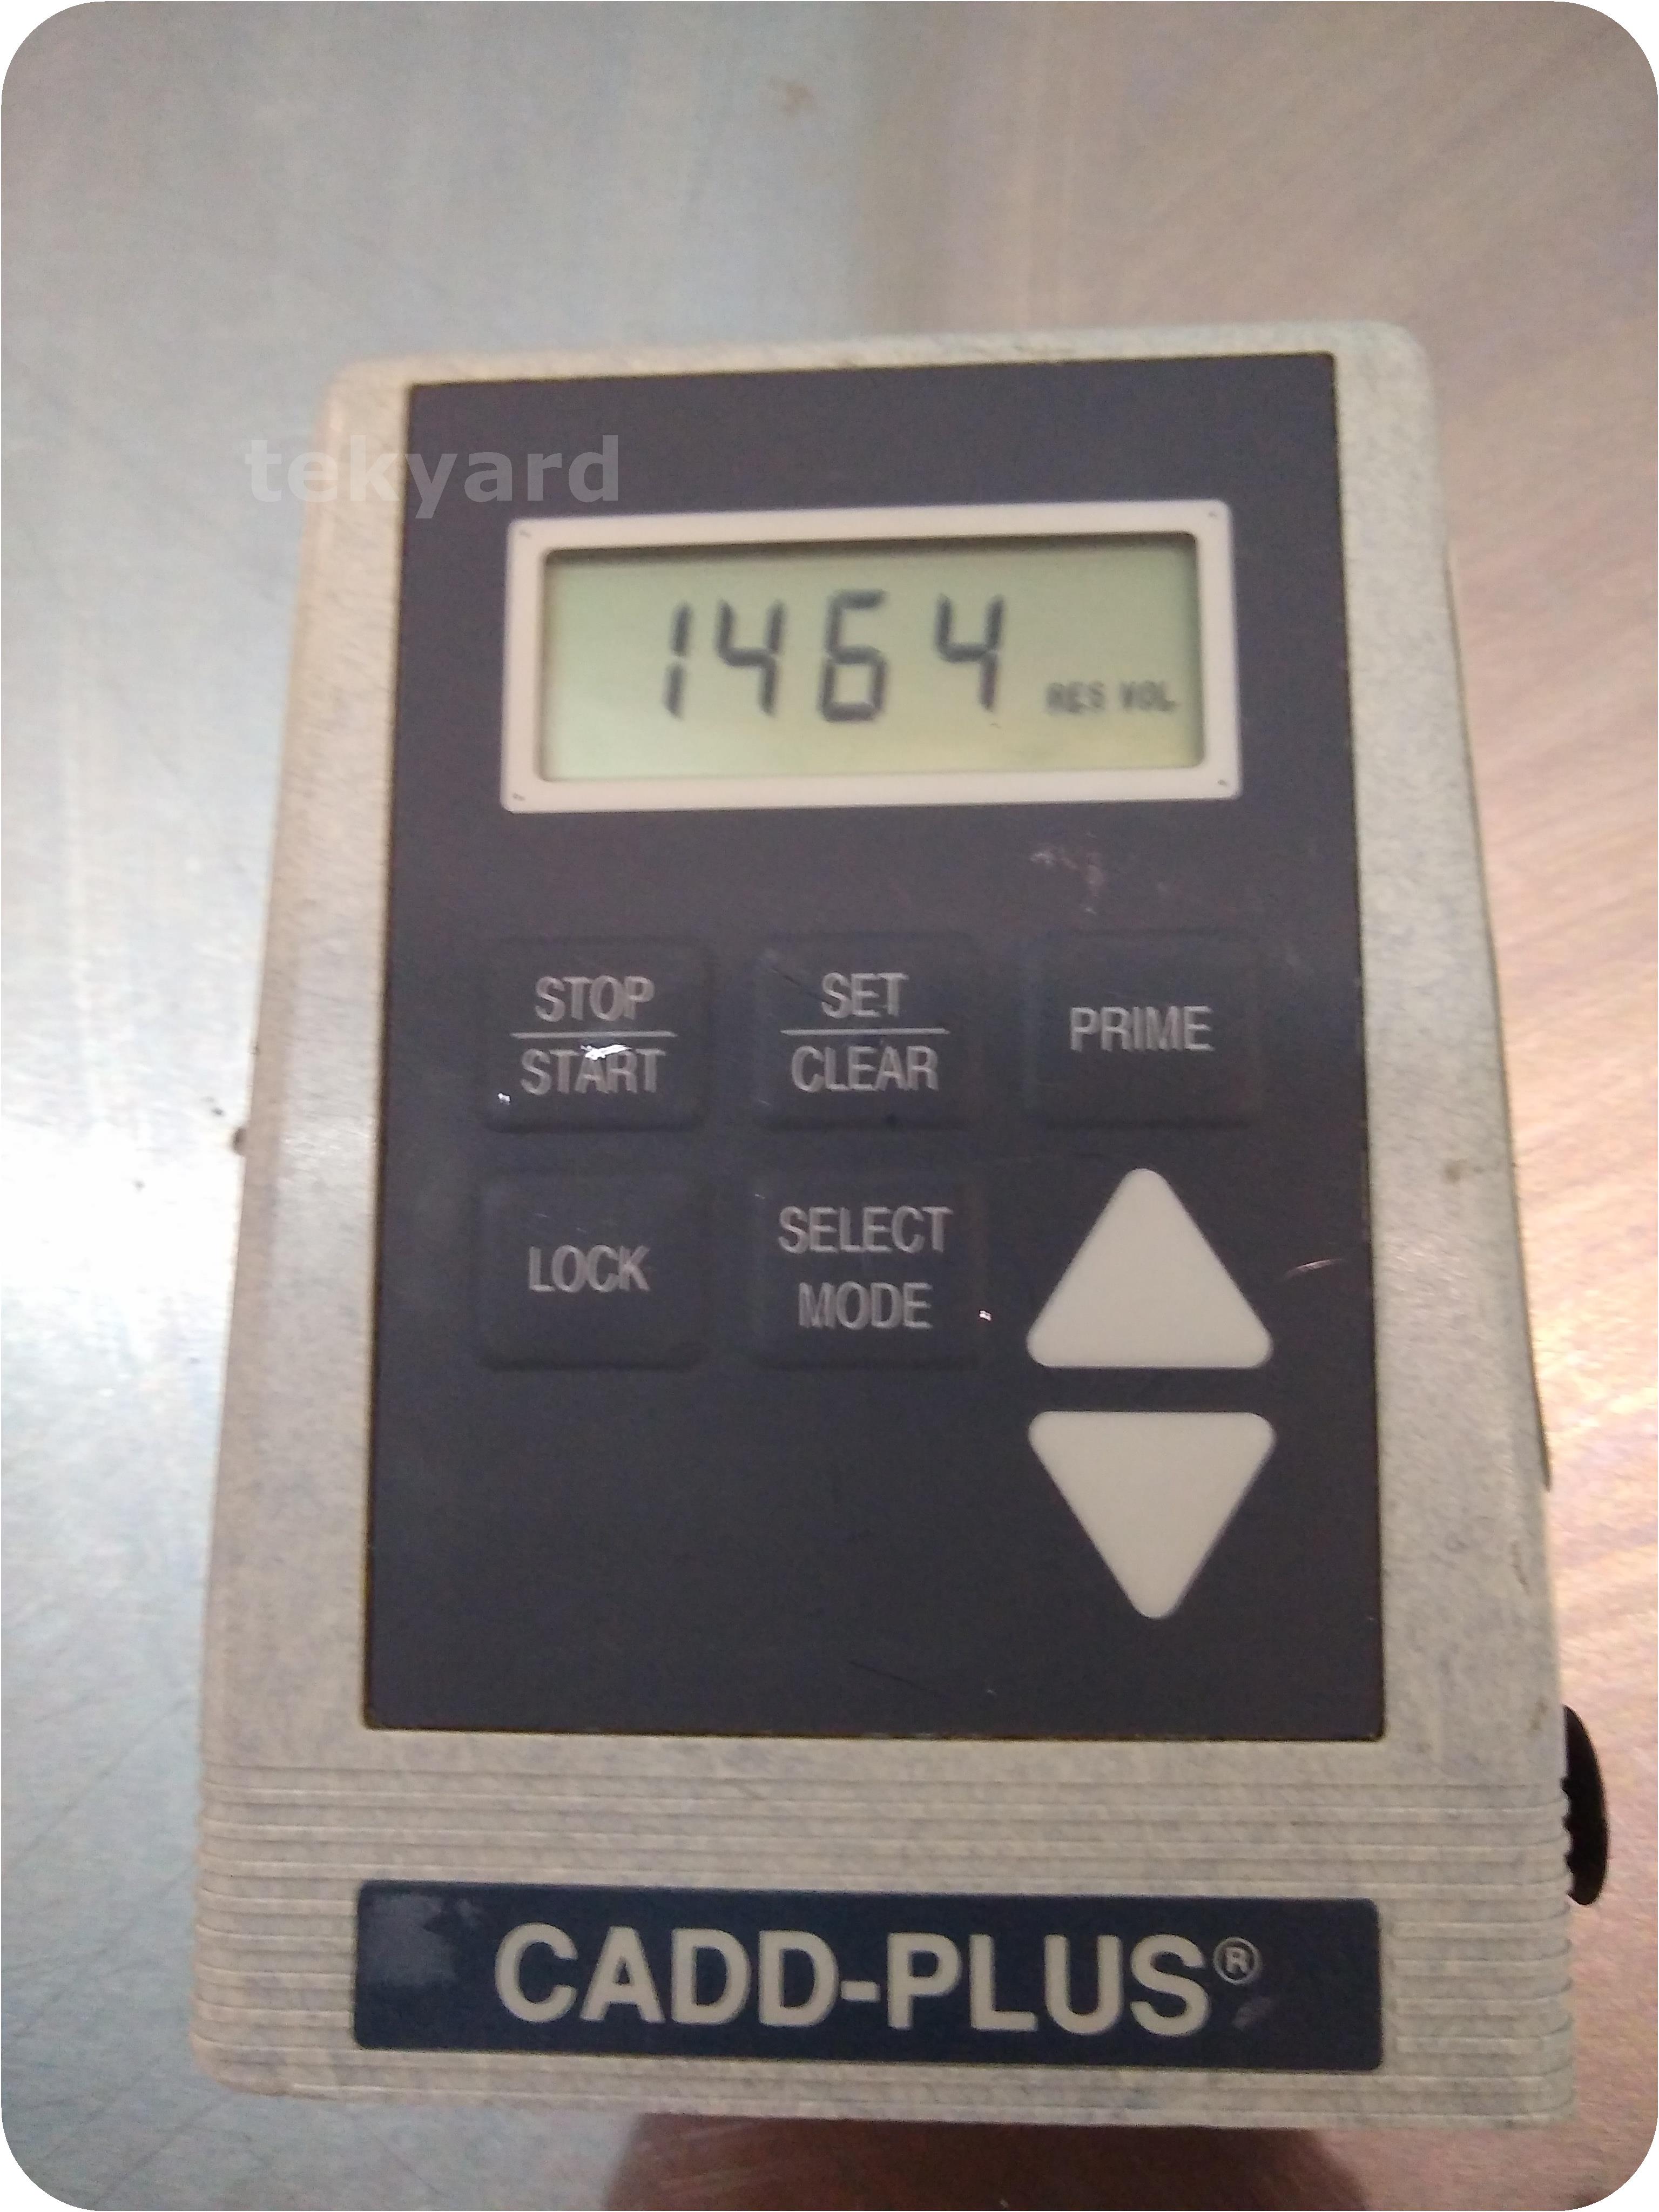 tekyard
1464 RES VOL
STOP
START
SET
CLEAR
PRIME
LOCK
SELECT
MODE
CADD-PLUS®